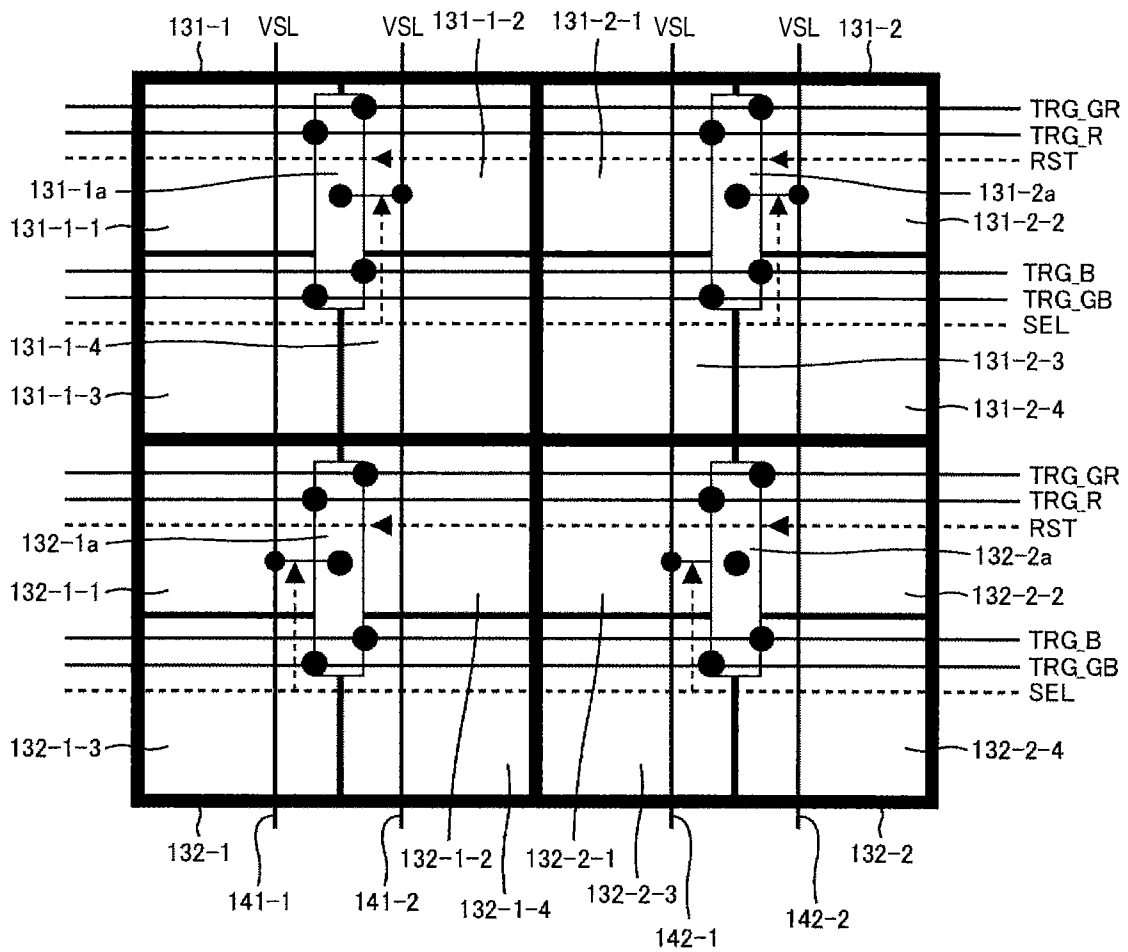 131-1 VSL VSL 131-1-2 131-2-1 VSL VSL 131-2
TRG_GR
TRG_R
RST
131-1a 131-2a
131-1-1 131-2-2
TRG_B
TRG_GB
SEL
131-1-4 131-2-3
131-1-3 131-2-4
TRG_GR
TRG_R
RST
132-1a 132-2a
132-1-1 132-2-2
TRG_B
TRG_GB
SEL
132-1-3 132-2-4
132-1 132-1-2 132-2-1 132-2
141-1 141-2 132-1-4 132-2-3 142-1 142-2